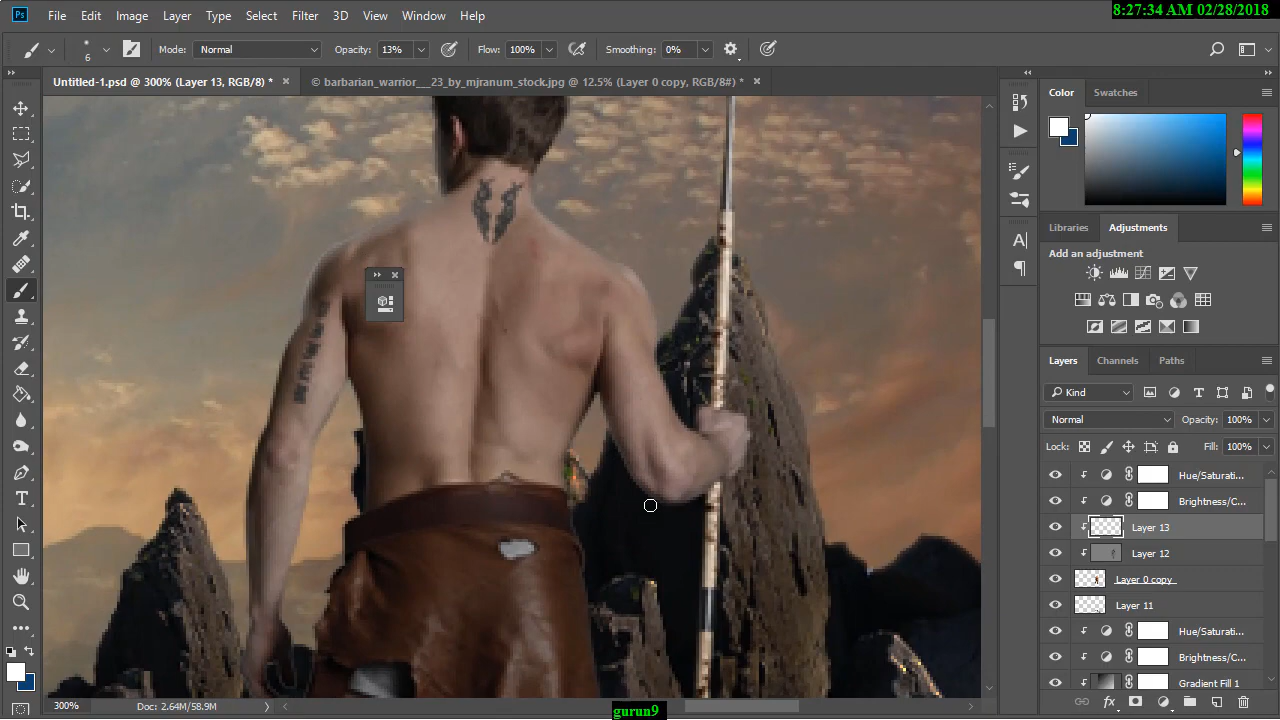 8:27:34 AM 02/28/2018
Ps File Edit Image Layer Type Select Filter 3D View Window Help
6 Mode: Normal Opacity: 13% Flow: 100% Smoothing: 0%
Untitled-1.psd @ 300% (Layer 13, RGB/8) * × © barbarian_warrior___23_by_mjranum_stock.jpg @ 12.5% (Layer 0 copy, RGB/8#) * ×
Color Swatches
Libraries Adjustments
Add an adjustment
Layers Channels Paths
Kind
Normal Opacity: 100%
Lock: Fill: 100%
Hue/Saturati...
Brightness/C...
Layer 13
Layer 12
Layer 0 copy
Layer 11
Hue/Saturati...
Brightness/C...
Gradient Fill 1
300% Doc: 2.64M/58.9M
gurun9